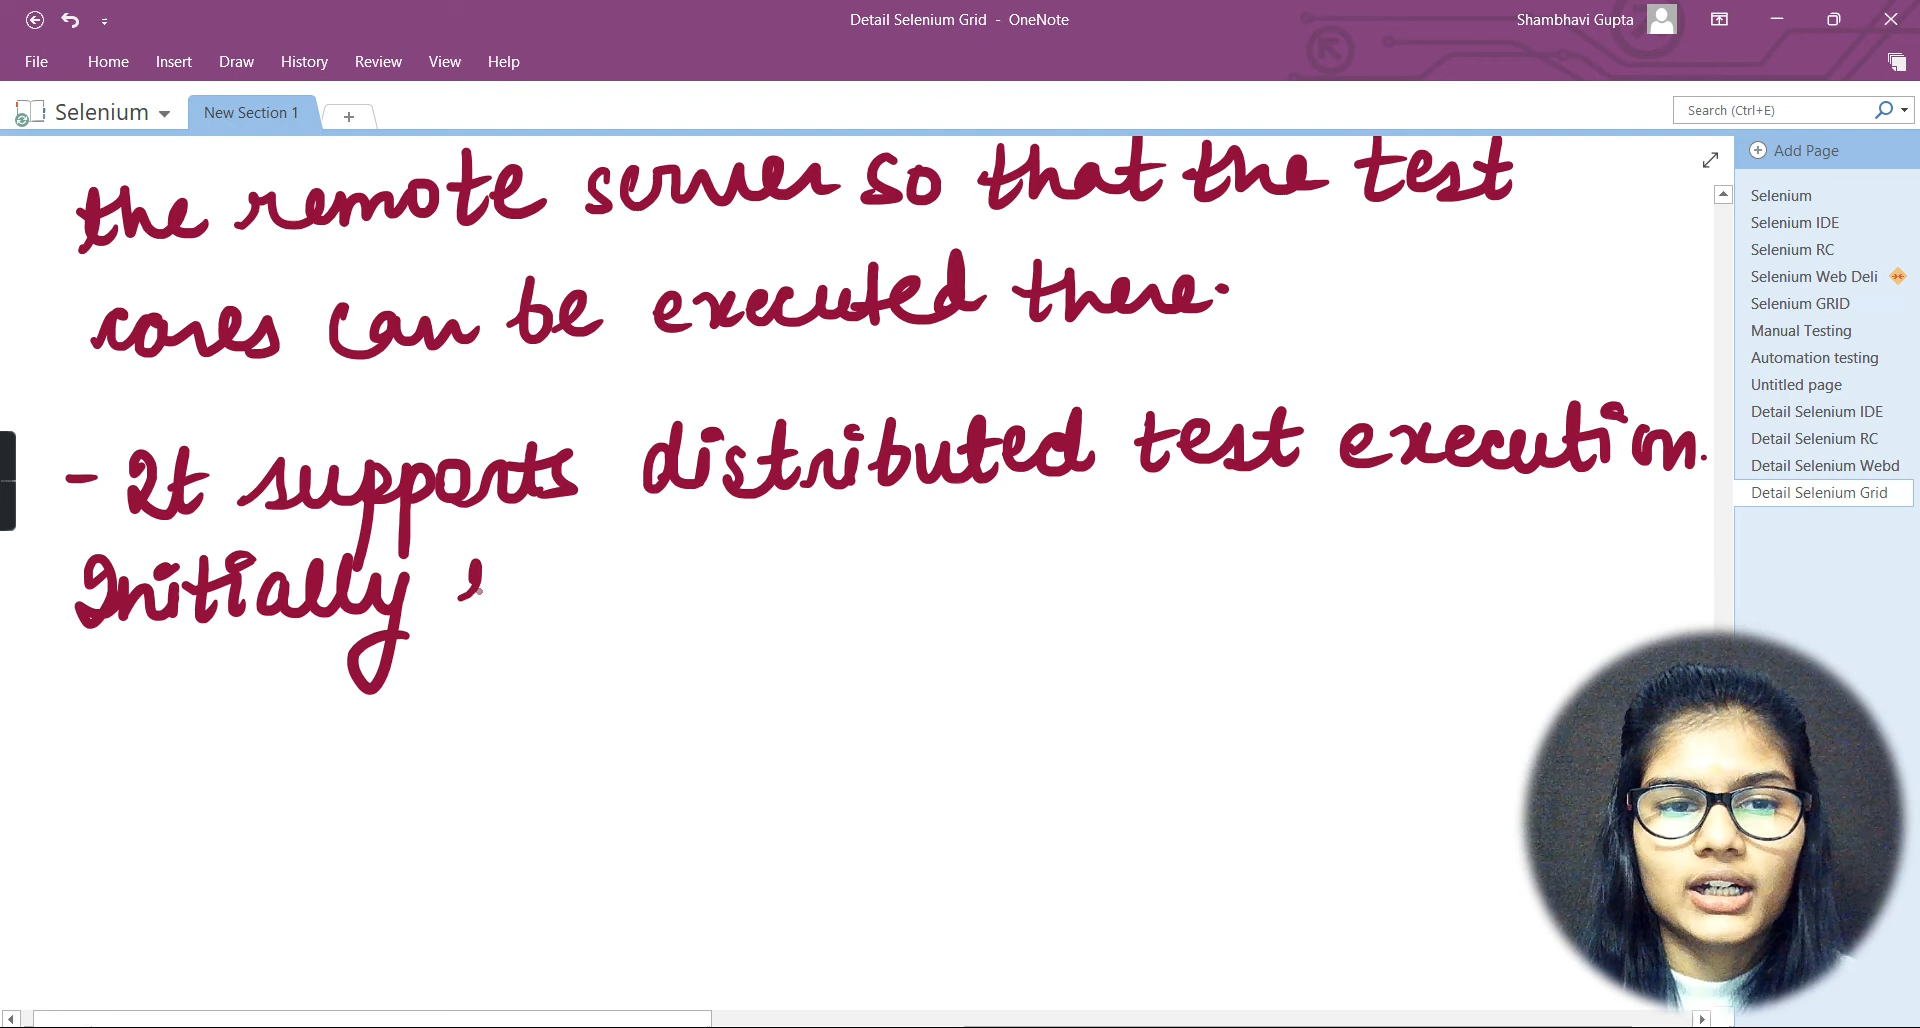 Detail Selenium Grid - OneNote
Shambhavi Gupta
File Home Insert Draw History Review View Help
Selenium
New Section 1
+
Search (Ctrl+E)
Add Page
Selenium
Selenium IDE
Selenium RC
Selenium Web Deli
Selenium GRID
Manual Testing
Automation testing
Untitled page
Detail Selenium IDE
Detail Selenium RC
Detail Selenium Webd
Detail Selenium Grid
the remote server so that the test
cases can be executed there.
- It supports distributed test execution.
Initially